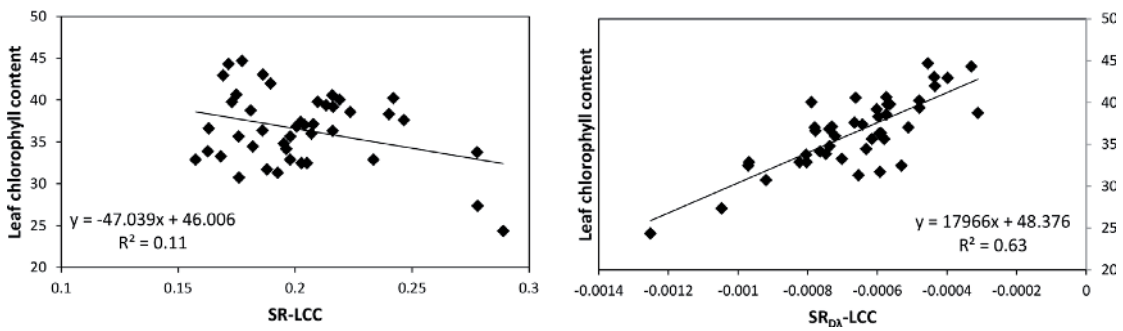 Leaf chlorophyll content
50
45
40
35
30
25
20
y = -47.039x + 46.006
R² = 0.11
0.1 0.15 0.2 0.25 0.3
SR-LCC
Leaf chlorophyll content
50
45
40
35
30
25
20
y = 17966x + 48.376
R² = 0.63
-0.0014 -0.0012 -0.001 -0.0008 -0.0006 -0.0004 -0.0002 0
SR_Dλ-LCC